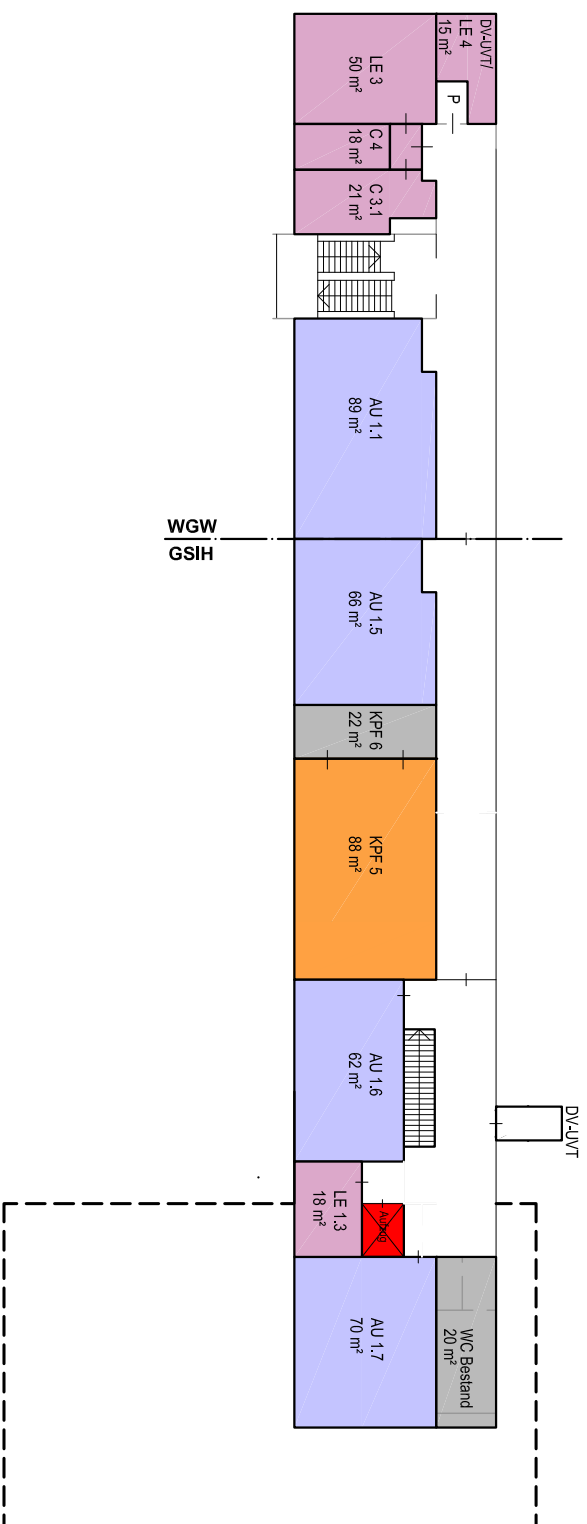 DV-UVT/
LE 4
15 m²
LE 3
50 m²
P
C 4
18 m²
C 3.1
21 m²
AU 1.1
89 m²
WGW
GSIH
AU 1.5
66 m²
KPF 6
22 m²
KPF 5
88 m²
AU 1.6
62 m²
DV-UVT
LE 1.3
18 m²
Aufzug
AU 1.7
70 m²
WC Bestand
20 m²